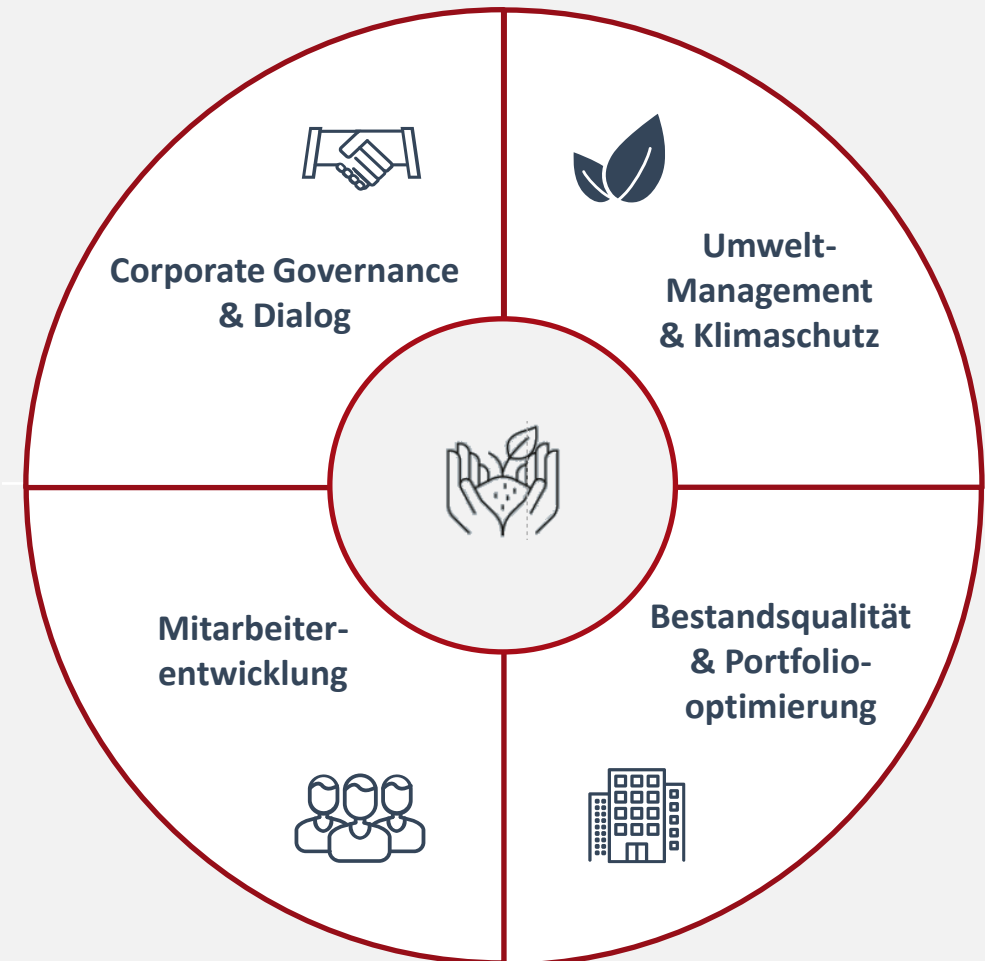 Corporate Governance
& Dialog
Umwelt-
Management
& Klimaschutz
Mitarbeiter-
entwicklung
Bestandsqualität
& Portfolio-
optimierung